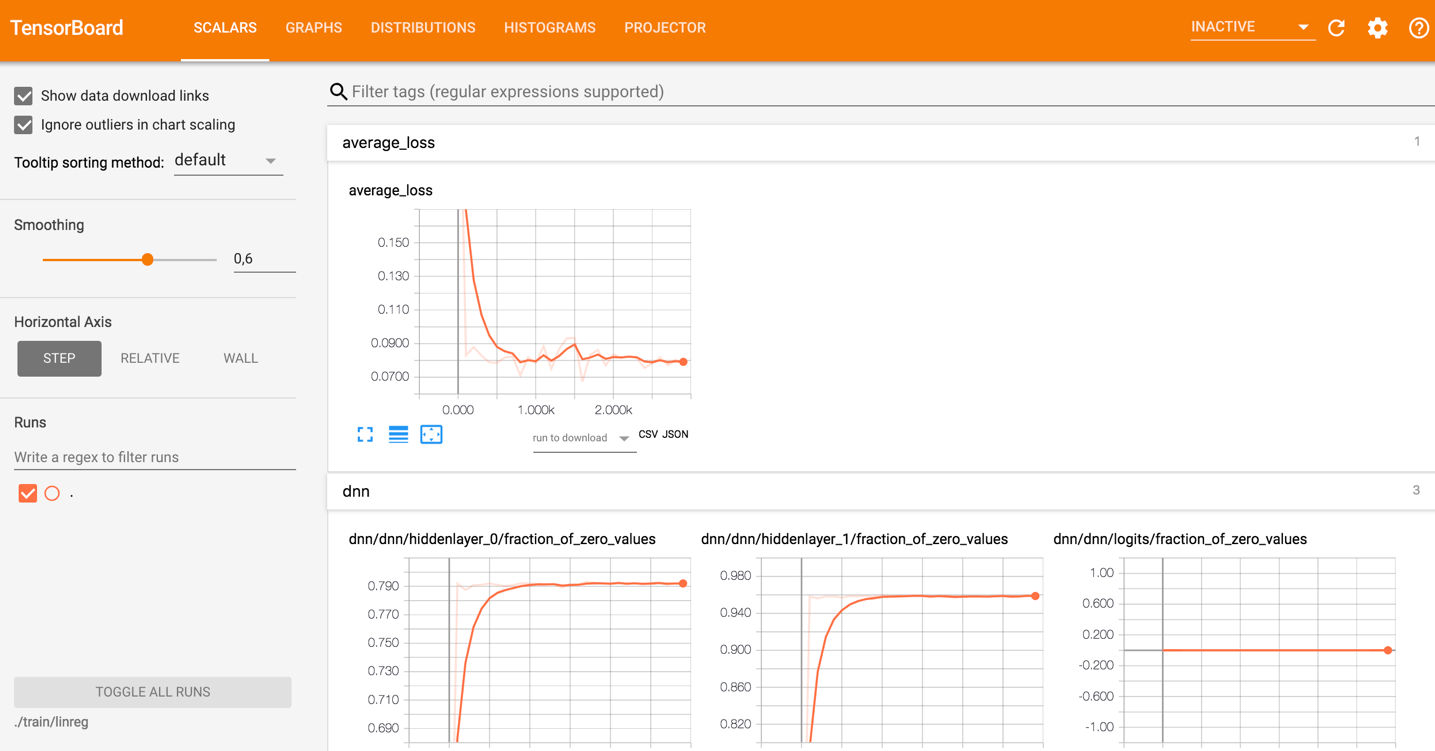 TensorBoard SCALARS GRAPHS DISTRIBUTIONS HISTOGRAMS PROJECTOR INACTIVE
Show data download links
Ignore outliers in chart scaling
Tooltip sorting method: default
Smoothing
0,6
Horizontal Axis
STEP RELATIVE WALL
Runs
Write a regex to filter runs
.
TOGGLE ALL RUNS
./train/linreg
Filter tags (regular expressions supported)
average_loss 1
average_loss
0.150
0.130
0.110
0.0900
0.0700
0.000 1.000k 2.000k
run to download CSV JSON
dnn 3
dnn/dnn/hiddenlayer_0/fraction_of_zero_values
0.790
0.770
0.750
0.730
0.710
0.690
dnn/dnn/hiddenlayer_1/fraction_of_zero_values
0.980
0.940
0.900
0.860
0.820
dnn/dnn/logits/fraction_of_zero_values
1.00
0.600
0.200
-0.200
-0.600
-1.00